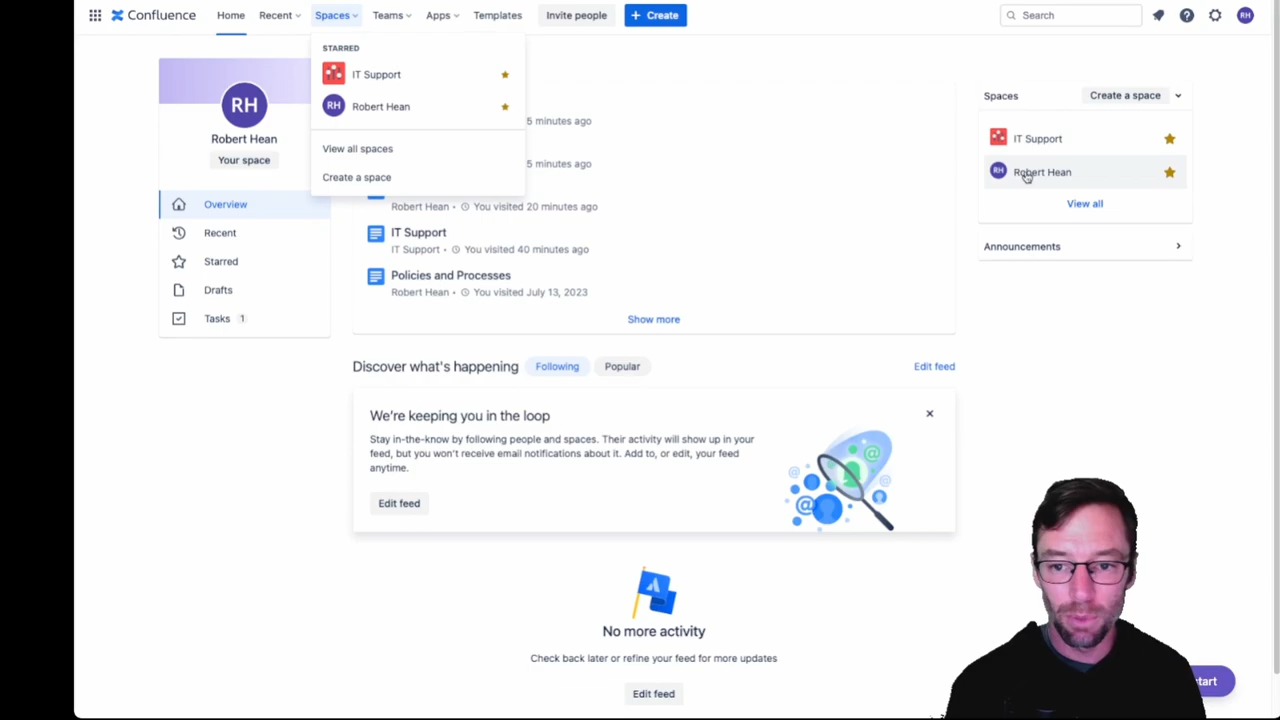 Confluence
Home
Recent
Spaces
Teams
Apps
Templates
Invite people
+ Create
Search
RH
STARRED
IT Support
RH Robert Hean
View all spaces
Create a space
RH
Robert Hean
Your space
Overview
Recent
Starred
Drafts
Tasks 1
5 minutes ago
5 minutes ago
Robert Hean • You visited 20 minutes ago
IT Support
IT Support • You visited 40 minutes ago
Policies and Processes
Robert Hean • You visited July 13, 2023
Show more
Discover what's happening
Following
Popular
Edit feed
We're keeping you in the loop
Stay in-the-know by following people and spaces. Their activity will show up in your
feed, but you won't receive email notifications about it. Add to, or edit, your feed
anytime.
Edit feed
No more activity
Check back later or refine your feed for more updates
Edit feed
Spaces
Create a space
IT Support
RH Robert Hean
View all
Announcements
tart